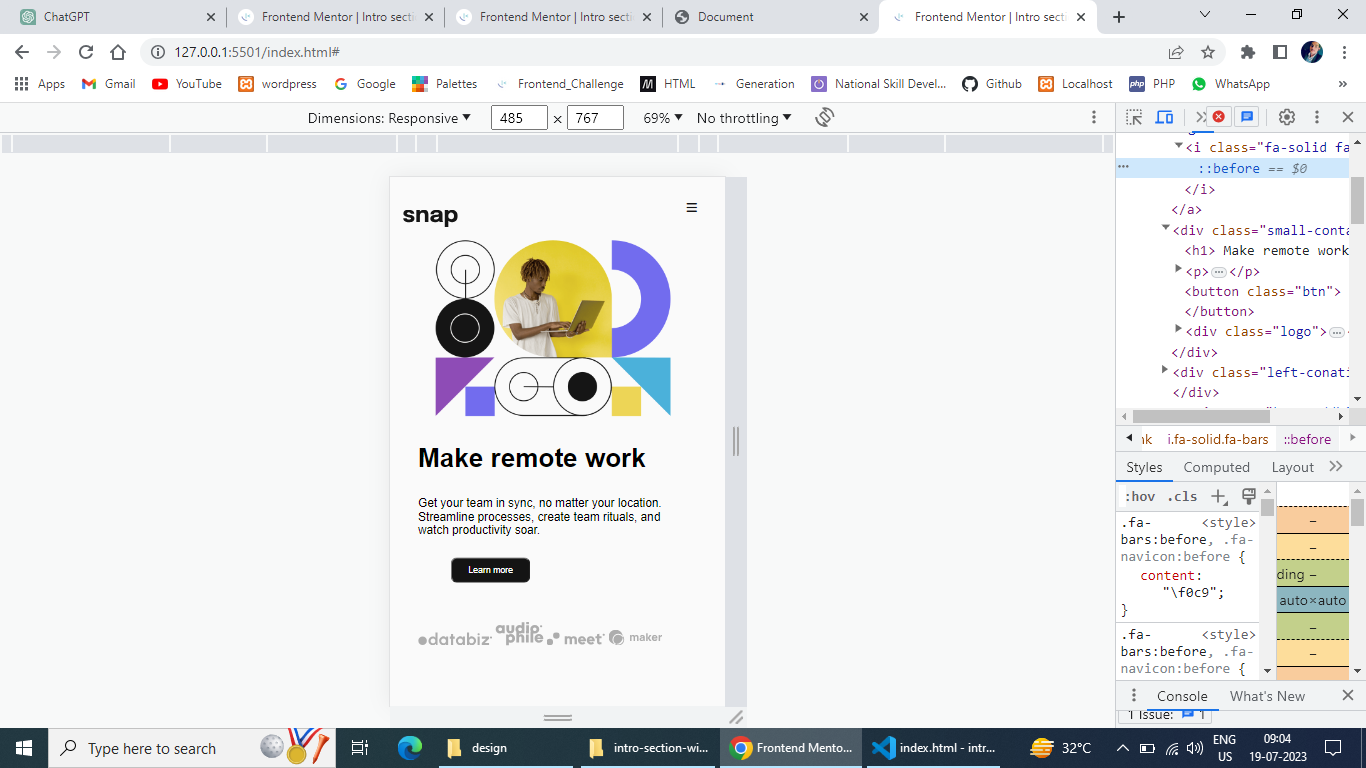 ChatGPT
Frontend Mentor | Intro secti
Frontend Mentor | Intro secti
Document
Frontend Mentor | Intro secti
127.0.0.1:5501/index.html#
Apps
Gmail
YouTube
wordpress
Google
Palettes
Frontend_Challenge
HTML
Generation
National Skill Devel...
Github
Localhost
php PHP
WhatsApp
»
Dimensions: Responsive
485 × 767
69%
No throttling
<i class="fa-solid fa
::before == $0
</i>
</a>
<div class="small-conta
<h1> Make remote work
<p> </p>
<button class="btn">
</button>
<div class="logo">
</div>
<div class="left-conati
</div>
nk i.fa-solid.fa-bars ::before
Styles Computed Layout
:hov .cls
.fa- <style>
bars:before, .fa-
navicon:before {
content:
"\f0c9";
}
.fa- <style>
bars:before, .fa-
navicon:before {
–
–
ding –
auto×auto
–
–
Console What's New
1 Issue: 1
snap
Make remote work
Get your team in sync, no matter your location.
Streamline processes, create team rituals, and
watch productivity soar.
Learn more
databiz
audiophile
meet
maker
Type here to search
design
intro-section-wi...
Frontend Mento...
index.html - intr...
32°C
ENG
US
09:04
19-07-2023